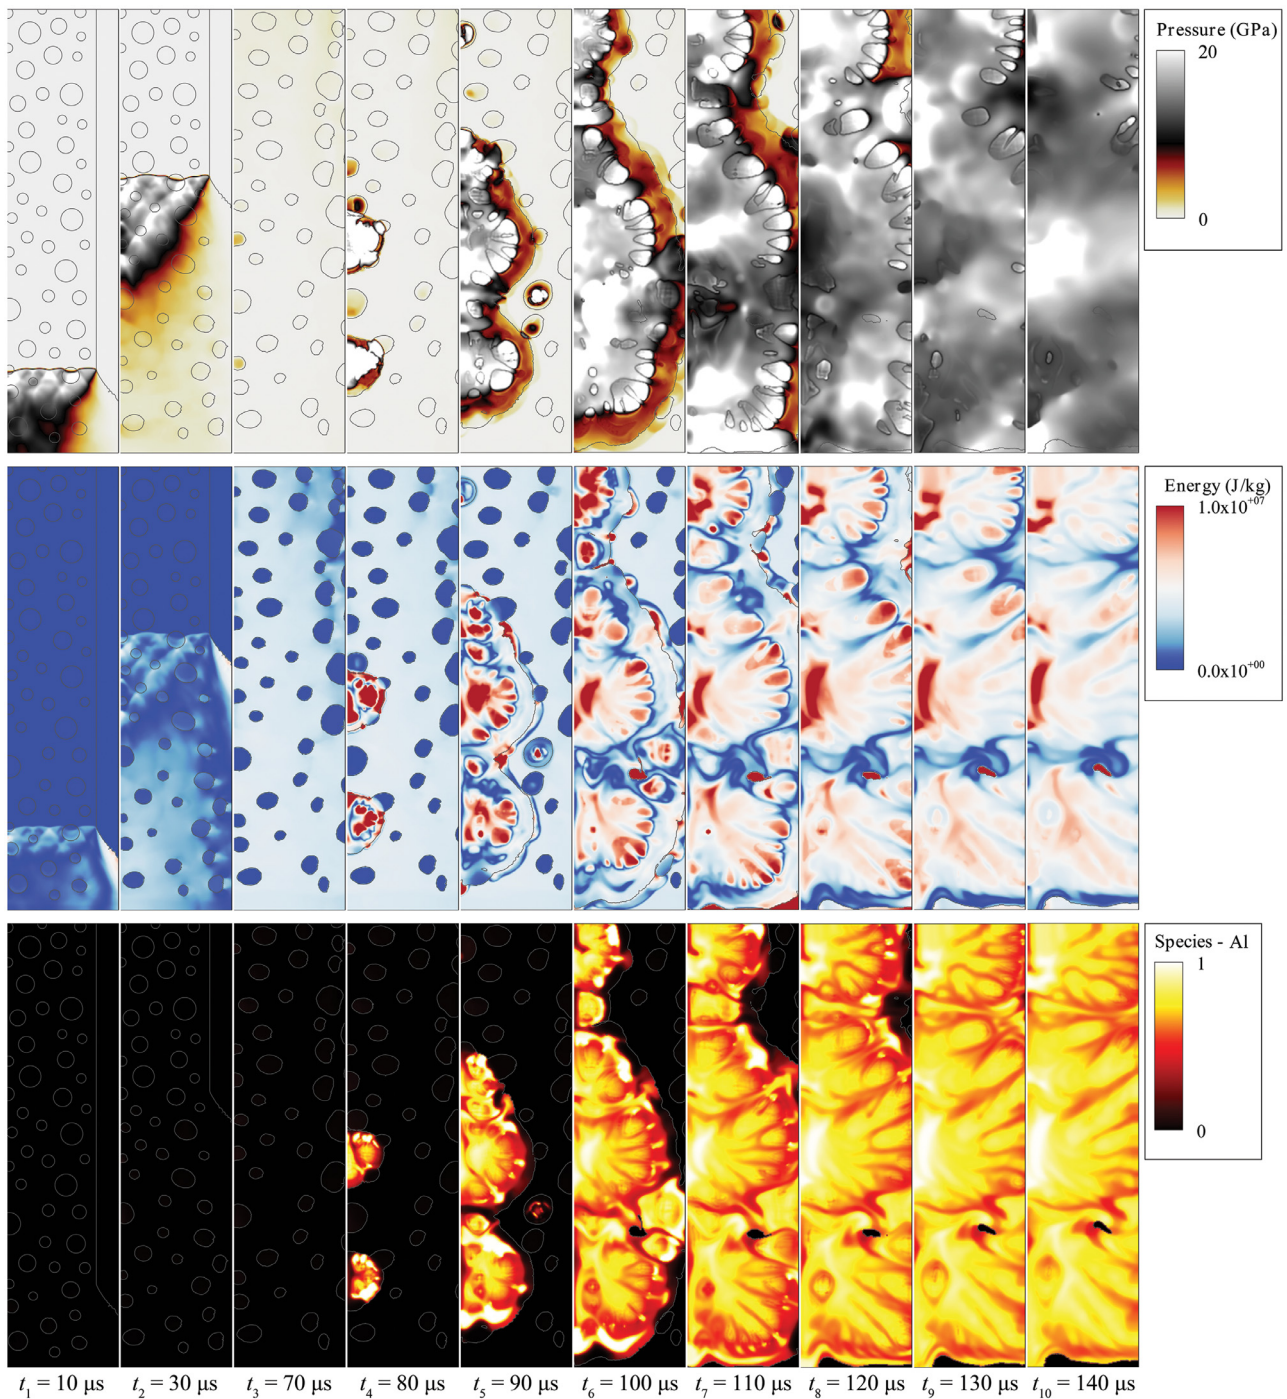 Pressure (GPa)
20
0
Energy (J/kg)
1.0x10⁺⁰⁷
0.0x10⁺⁰⁰
Species - Al
1
0
t₁ = 10 μs
t₂ = 30 μs
t₃ = 70 μs
t₄ = 80 μs
t₅ = 90 μs
t₆ = 100 μs
t₇ = 110 μs
t₈ = 120 μs
t₉ = 130 μs
t₁₀ = 140 μs